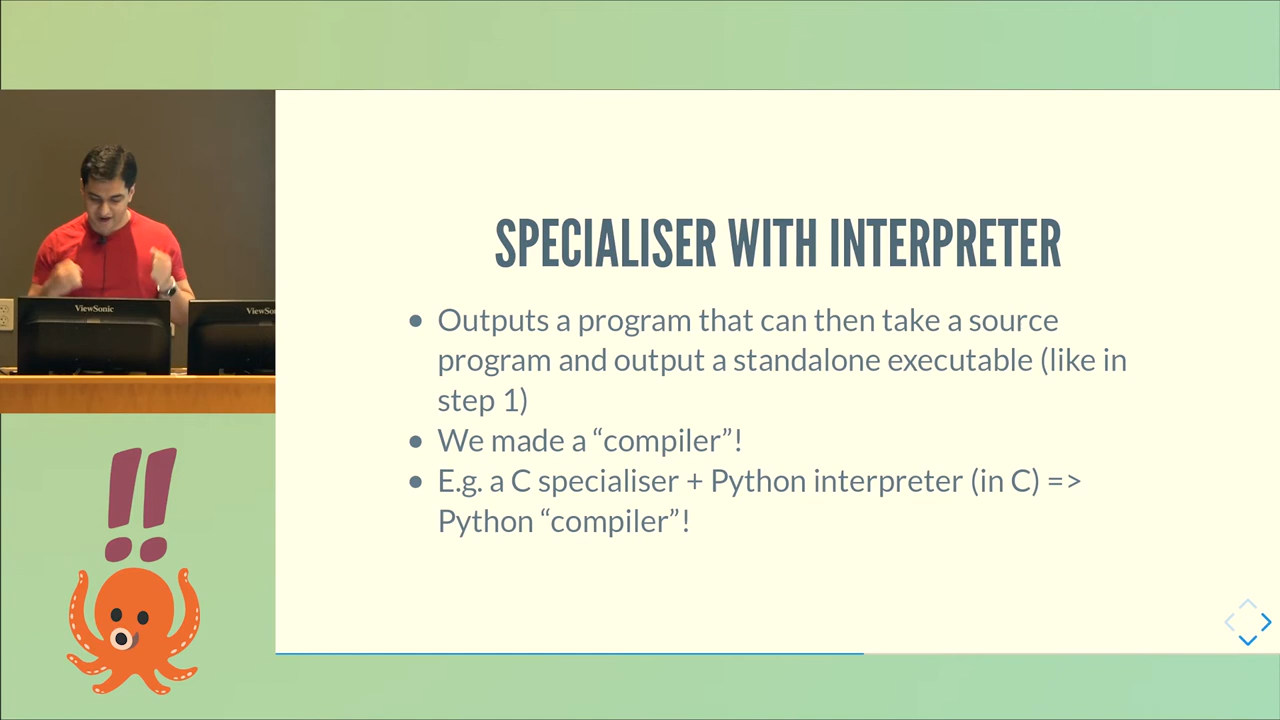 SPECIALISER WITH INTERPRETER
• Outputs a program that can then take a source
program and output a standalone executable (like in
step 1)
• We made a “compiler”!
• E.g. a C specialiser + Python interpreter (in C) =>
Python “compiler”!
ViewSonic
ViewSo
!!